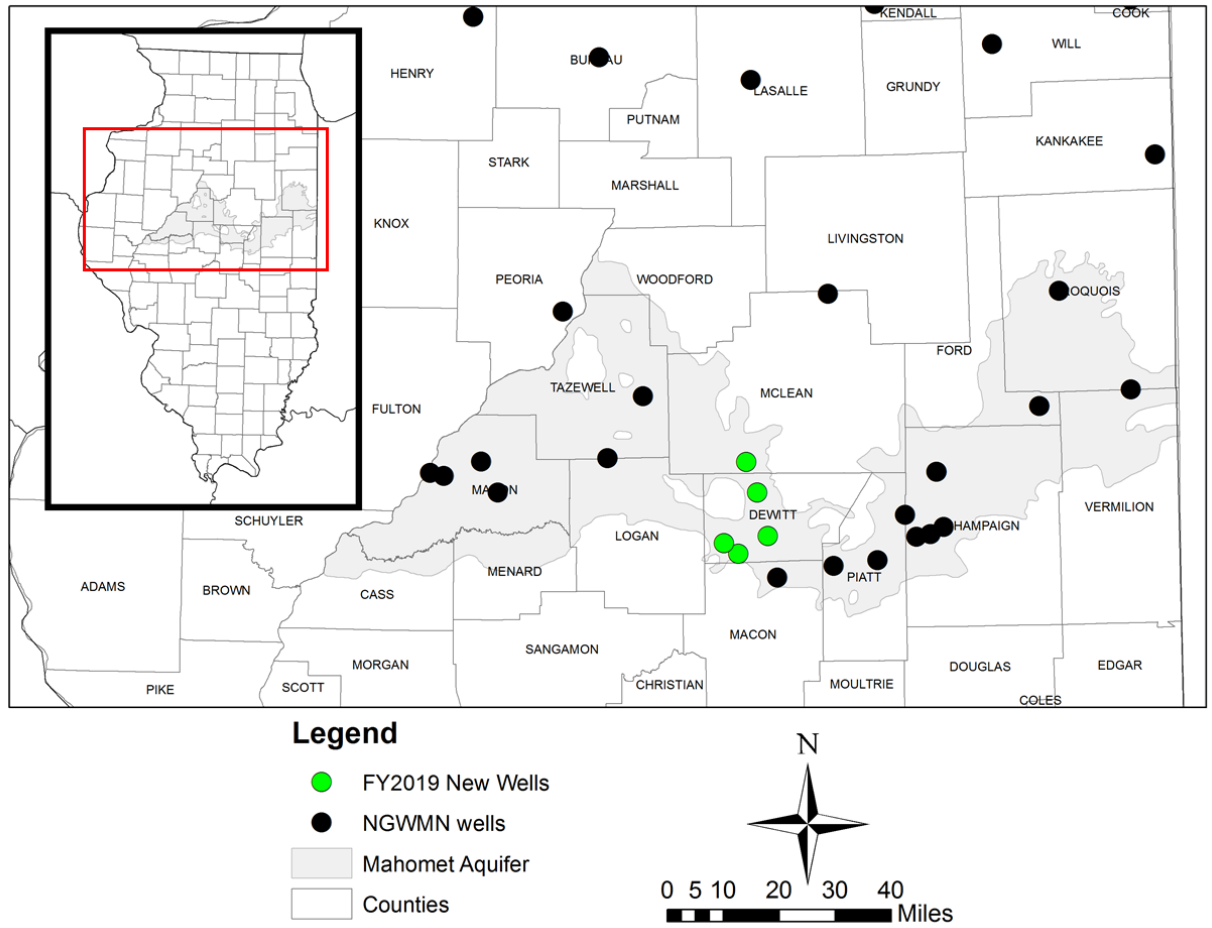 KENDALL
COOK
BUREAU
WILL
HENRY
LASALLE
GRUNDY
PUTNAM
KANKAKEE
STARK
MARSHALL
KNOX
LIVINGSTON
PEORIA
WOODFORD
IROQUOIS
FORD
TAZEWELL
MCLEAN
FULTON
MASON
VERMILION
DEWITT
SCHUYLER
CHAMPAIGN
LOGAN
MENARD
PIATT
ADAMS
BROWN
CASS
MACON
SANGAMON
MORGAN
DOUGLAS
EDGAR
PIKE
SCOTT
CHRISTIAN
MOULTRIE
COLES
Legend
FY2019 New Wells
NGWMN wells
Mahomet Aquifer
Counties
N
0 5 10 20 30 40
Miles